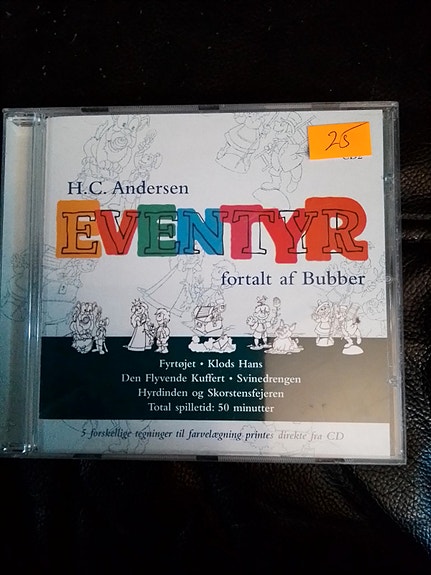 25
CD2
H.C. Andersen
EVENTYR
fortalt af Bubber
Fyrtøjet • Klods Hans
Den Flyvende Kuffert • Svinedrengen
Hyrdinden og Skorstensfejeren
Total spilletid: 50 minutter
5 forskellige tegninger til farvelægning printes direkte fra CD